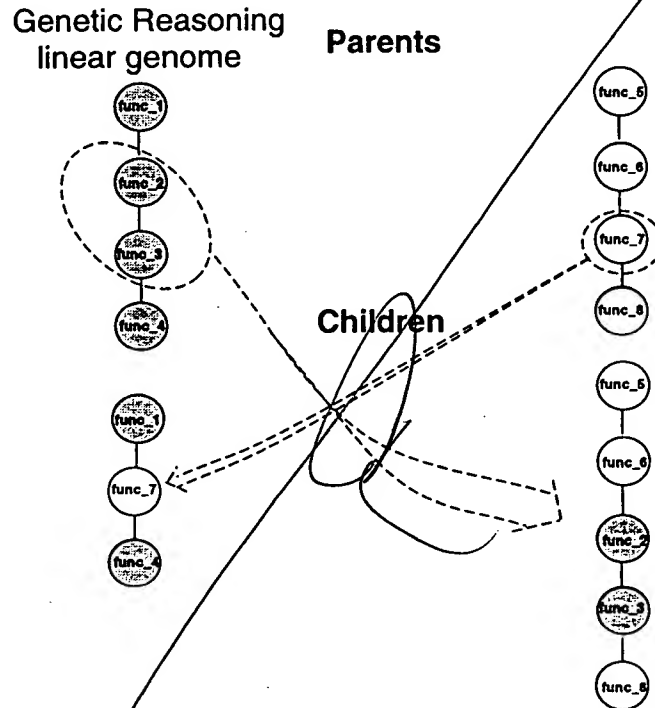 Genetic Reasoning
linear genome
Parents
func_1
func_2
func_3
func_4
func_5
func_6
func_7
func_8
Children
func_1
func_7
func_4
func_5
func_6
func_2
func_3
func_8